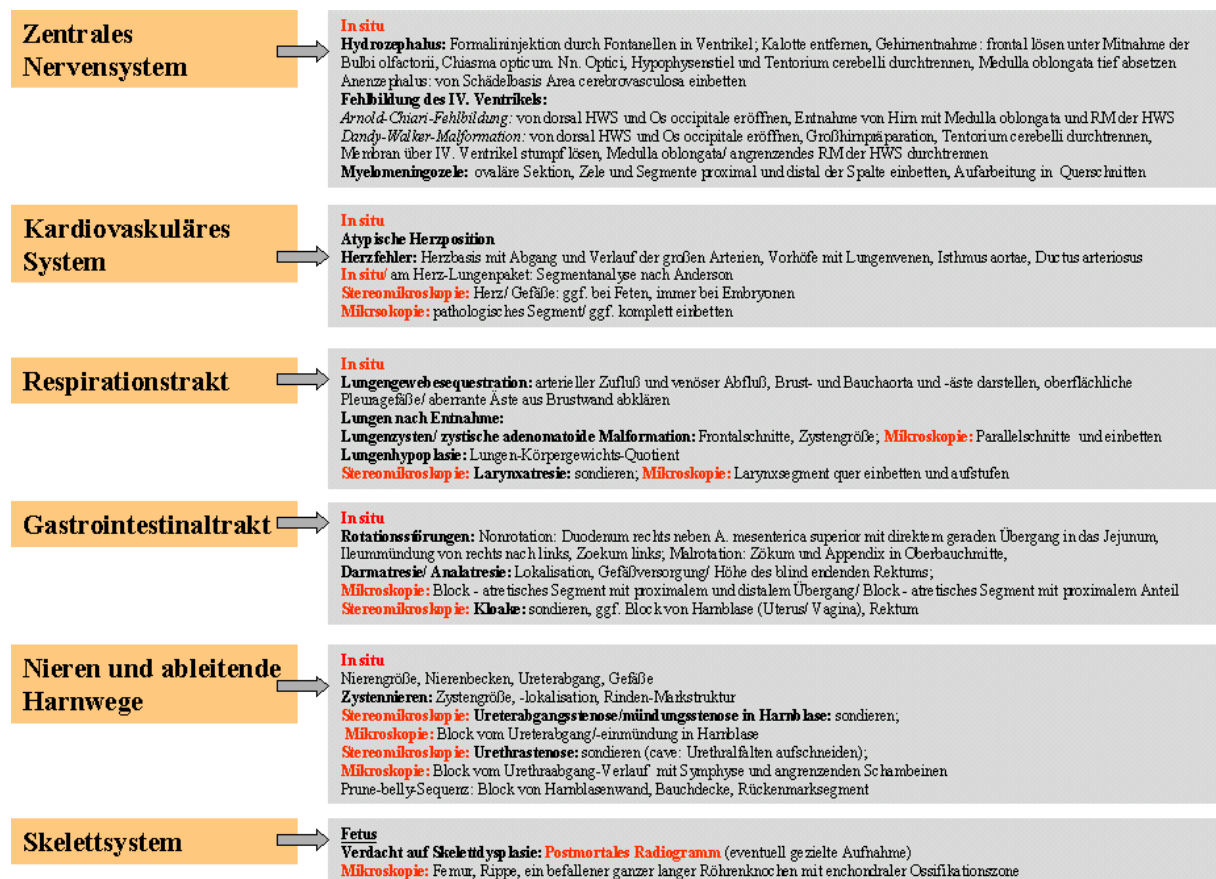 Zentrales
Nervensystem
In situ
Hydrozephalus: Formalininjektion durch Fontanellen in Ventrikel; Kalotte entfernen, Gehirnentnahme: frontal lösen unter Mitnahme der
Bulbi olfactorii, Chiasma opticum. Nn. Optici, Hypophysenstiel und Tentorium cerebelli durchtrennen, Medulla oblongata tief absetzen
Anenzephalus: von Schädelbasis Area cerebrovasculosa einbetten
Fehlbildung des IV. Ventrikels:
Arnold-Chiari-Fehlbildung: von dorsal HWS und Os occipitale eröffnen, Entnahme von Hirn mit Medulla oblongata und RM der HWS
Dandy-Walker-Malformation: von dorsal HWS und Os occipitale eröffnen, Großhirnpräparation, Tentorium cerebelli durchtrennen,
Membran über IV. Ventrikel stumpf lösen, Medulla oblongata/ angrenzendes RM der HWS durchtrennen
Myelomeningozele: ovaläre Sektion, Zele und Segmente proximal und distal der Spalte einbetten, Aufarbeitung in Querschnitten
Kardiovaskuläres
System
In situ
Atypische Herzposition
Herzfehler: Herzbasis mit Abgang und Verlauf der großen Arterien, Vorhöfe mit Lungenvenen, Isthmus aortae, Ductus arteriosus
In situ/ am Herz-Lungenpaket: Segmentanalyse nach Anderson
Stereomikroskopie: Herz/ Gefäße: ggf. bei Feten, immer bei Embryonen
Mikrsokopie: pathologisches Segment/ ggf. komplett einbetten
Respirationstrakt
In situ
Lungengewebesequestration: arterieller Zufluß und venöser Abfluß, Brust- und Bauchaorta und -äste darstellen, oberflächliche
Pleuragefäße/ aberrante Äste aus Brustwand abklären
Lungen nach Entnahme:
Lungenzysten/ zystische adenomatoide Malformation: Frontalschnitte, Zystengröße; Mikroskopie: Parallelschnitte und einbetten
Lungenhypoplasie: Lungen-Körpergewichts-Quotient
Stereomikroskopie: Larynxatresie: sondieren; Mikroskopie: Larynxsegment quer einbetten und aufstufen
Gastrointestinaltrakt
In situ
Rotationsstörungen: Nonrotation: Duodenum rechts neben A. mesenterica superior mit direktem geraden Übergang in das Jejunum,
Ileummündung von rechts nach links, Zoekum links; Malrotation: Zökum und Appendix in Oberbauchmitte,
Darmatresie/ Analatresie: Lokalisation, Gefäßversorgung/ Höhe des blind endenden Rektums;
Mikroskopie: Block - atretisches Segment mit proximalem und distalem Übergang/ Block - atretisches Segment mit proximalem Anteil
Stereomikroskopie: Kloake: sondieren, ggf. Block von Harnblase (Uterus/ Vagina), Rektum
Nieren und ableitende
Harnwege
In situ
Nierengröße, Nierenbecken, Ureterabgang, Gefäße
Zystennieren: Zystengröße, -lokalisation, Rinden-Markstruktur
Stereomikroskopie: Ureterabgangsstenose/mündungsstenose in Harnblase: sondieren;
Mikroskopie: Block vom Ureterabgang/-einmündung in Harnblase
Stereomikroskopie: Urethrastenose: sondieren (cave: Urethralfalten aufschneiden);
Mikroskopie: Block vom Urethraabgang-Verlauf mit Symphyse und angrenzenden Schambeinen
Prune-belly-Sequenz: Block von Harnblasenwand, Bauchdecke, Rückenmarksegment
Skelettsystem
Fetus
Verdacht auf Skelettdysplasie: Postmortales Radiogramm (eventuell gezielte Aufnahme)
Mikroskopie: Femur, Rippe, ein befallener ganzer langer Röhrenknochen mit enchondraler Ossifikationszone